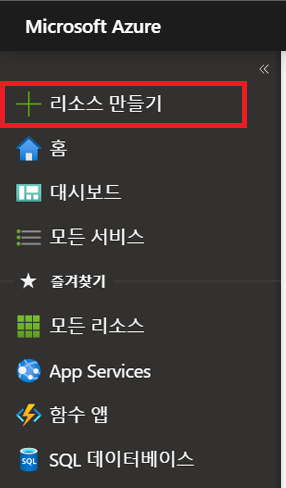 Microsoft Azure
«
리소스 만들기
홈
대시보드
모든 서비스
즐겨찾기
모든 리소스
App Services
함수 앱
SQL 데이터베이스
SQL